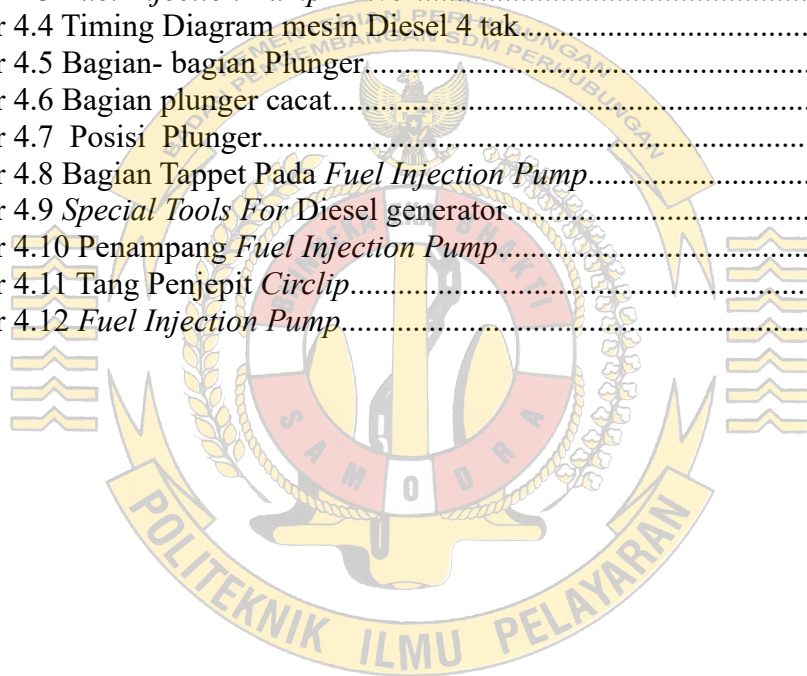 r 4.4 Timing Diagram mesin Diesel 4 tak
r 4.5 Bagian- bagian Plunger
r 4.6 Bagian plunger cacat
r 4.7 Posisi Plunger
r 4.8 Bagian Tappet Pada Fuel Injection Pump
r 4.9 Special Tools For Diesel generator
r 4.10 Penampang Fuel Injection Pump
r 4.11 Tang Penjepit Circlip
r 4.12 Fuel Injection Pump
BHAKTI
SAMODRA
POLITEKNIK ILMU PELAYARAN